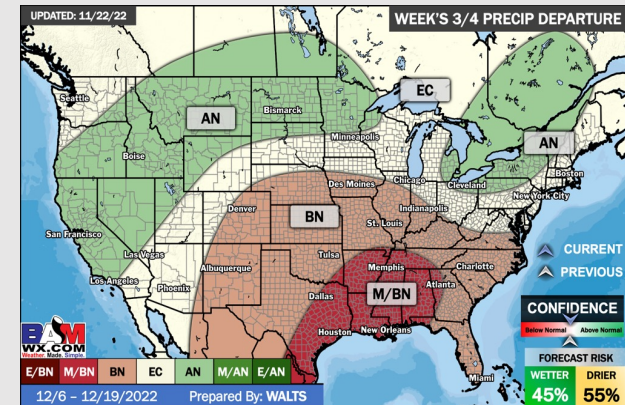 UPDATED: 11/22/22
WEEK'S 3/4 PRECIP DEPARTURE
EC
Seattle
AN
Bismarck
Minneapolis
AN
Boise
Boston
Chicago
Cleveland
Des Moines
New York City
Denver
Indianapolis
BN
St. Louis
San Francisco
CURRENT
Las Vegas
Tulsa
PREVIOUS
Albuquerque
Memphis
Charlotte
Los Angeles
Phoenix
Atlanta
M/BN
Dallas
CONFIDENCE
Houston
New Orleans
Below Normal
Above Normal
BAM
WX.COM
Weather. Made. Simple.
FORECAST RISK
E/BN M/BN BN EC AN M/AN E/AN
Miami
WETTER
DRIER
12/6 – 12/19/2022
Prepared By: WALTS
45%
55%